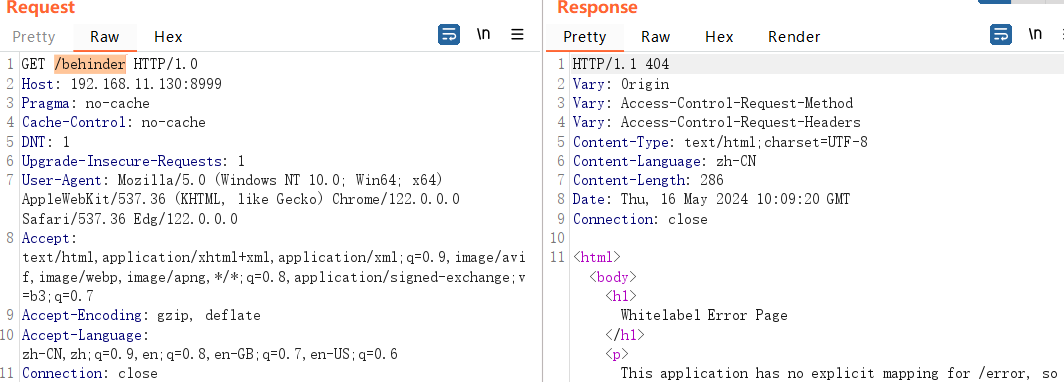 Request
Pretty Raw Hex \n
1 GET /behinder HTTP/1.0
2 Host: 192.168.11.130:8999
3 Pragma: no-cache
4 Cache-Control: no-cache
5 DNT: 1
6 Upgrade-Insecure-Requests: 1
7 User-Agent: Mozilla/5.0 (Windows NT 10.0; Win64; x64)
AppleWebKit/537.36 (KHTML, like Gecko) Chrome/122.0.0.0
Safari/537.36 Edg/122.0.0.0
8 Accept:
text/html,application/xhtml+xml,application/xml;q=0.9,image/avi
f,image/webp,image/apng,*/*;q=0.8,application/signed-exchange;v
=b3;q=0.7
9 Accept-Encoding: gzip, deflate
10 Accept-Language:
zh-CN,zh;q=0.9,en;q=0.8,en-GB;q=0.7,en-US;q=0.6
11 Connection: close
Response
Pretty Raw Hex Render \n
1 HTTP/1.1 404
2 Vary: Origin
3 Vary: Access-Control-Request-Method
4 Vary: Access-Control-Request-Headers
5 Content-Type: text/html;charset=UTF-8
6 Content-Language: zh-CN
7 Content-Length: 286
8 Date: Thu, 16 May 2024 10:09:20 GMT
9 Connection: close
10
11 <html>
<body>
<h1>
Whitelabel Error Page
</h1>
<p>
This application has no explicit mapping for /error, so